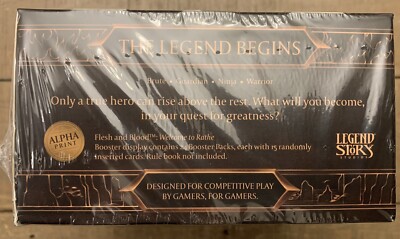 THE LEGEND BEGINS
Brute • Guardian • Ninja • Warrior
Only a true hero can rise above the rest. What will you become,
in your quest for greatness?
ALPHA
PRINT
Flesh and Blood™: Welcome to Rathe
Booster display contains Booster Packs, each with 15 randomly
inserted cards. Rule book not included.
LEGEND
STORY
STUDIOS
DESIGNED FOR COMPETITIVE PLAY
BY GAMERS, FOR GAMERS.